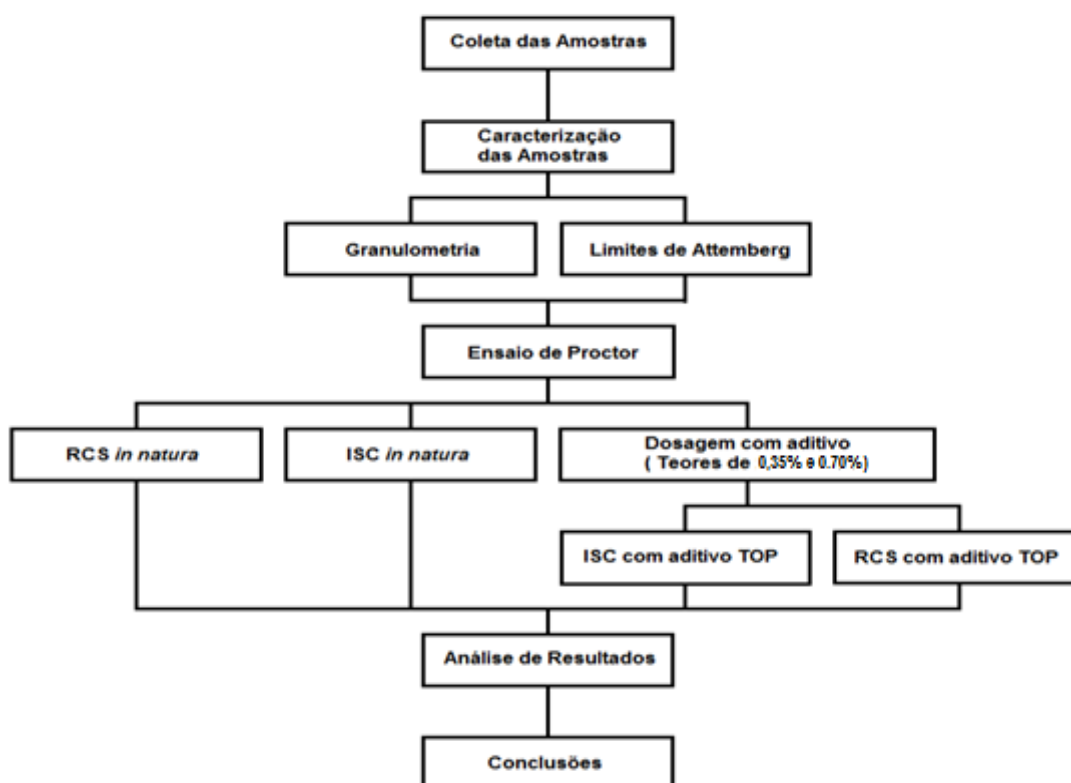 Coleta das Amostras
Caracterização
das Amostras
Granulometria
Limites de Attemberg
Ensaio de Proctor
RCS in natura
ISC in natura
Dosagem com aditivo
( Teores de 0,35% e 0.70%)
ISC com aditivo TOP
RCS com aditivo TOP
Análise de Resultados
Conclusões